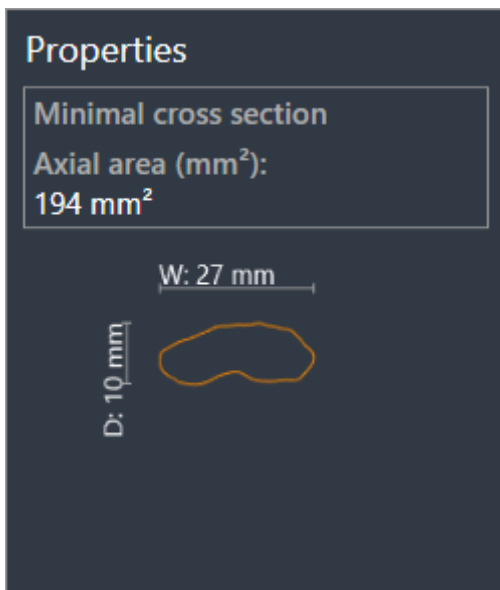 Properties
Minimal cross section
Axial area (mm²):
194 mm²
W: 27 mm
D: 10 mm